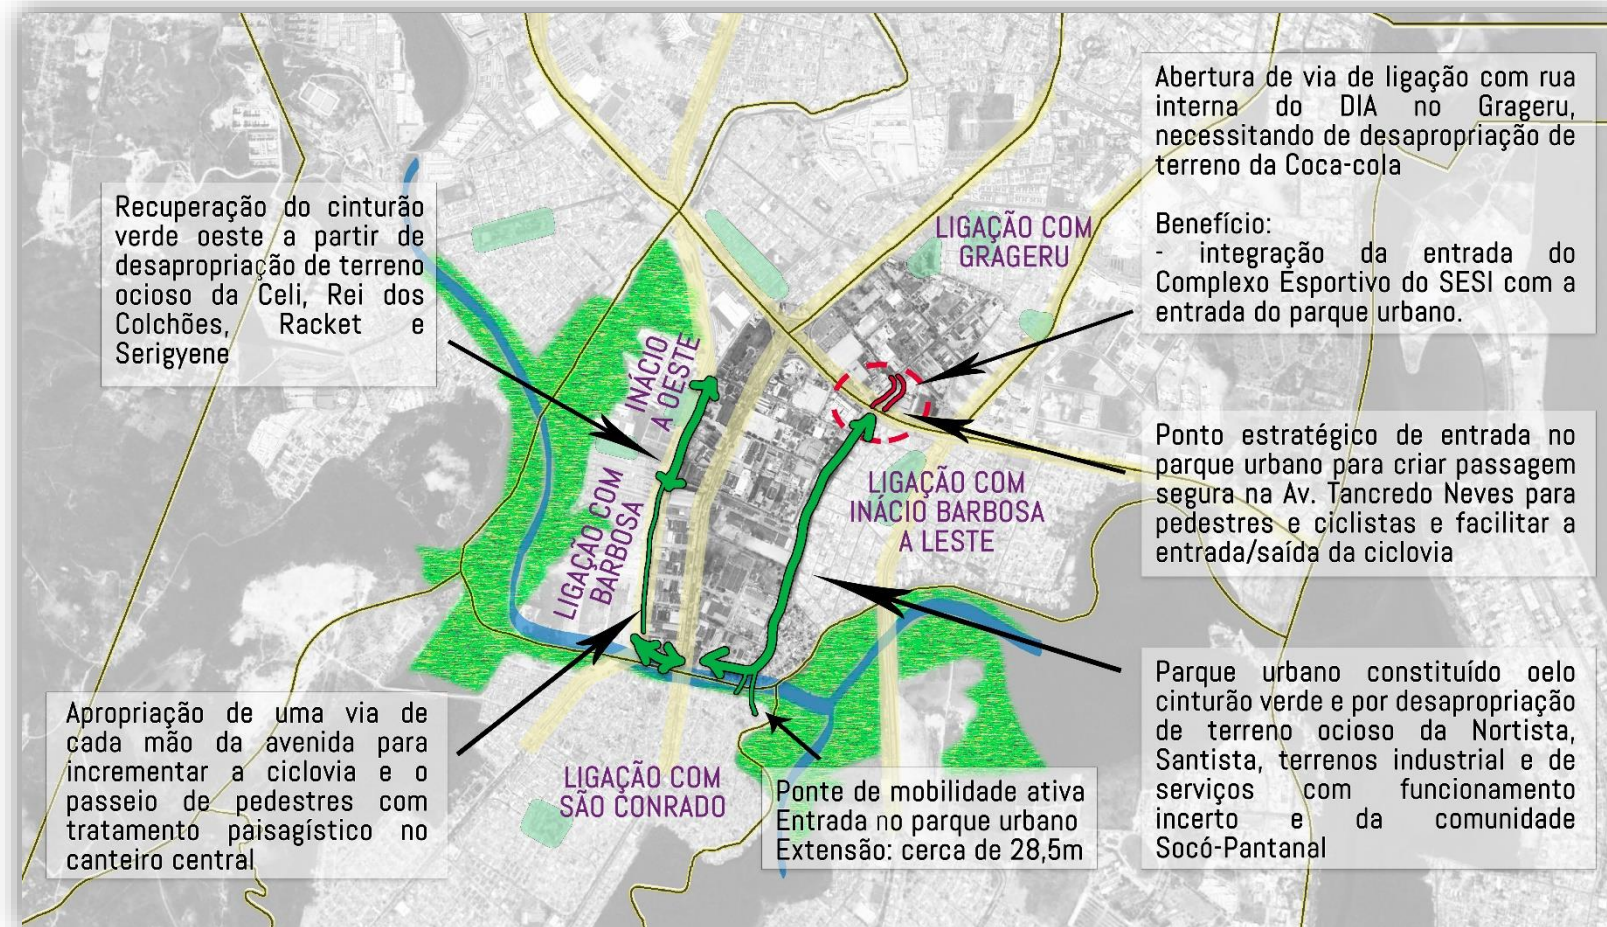 Recuperação do cinturão
verde oeste a partir de
desapropriação de terreno
ocioso da Celi, Rei dos
Colchões, Racket e
Serigyene
Apropriação de uma via de
cada mão da avenida para
incrementar a ciclovia e o
passeio de pedestres com
tratamento paisagístico no
canteiro central
INÁCIO
A OESTE
LIGAÇÃO COM
BARBOSA
LIGAÇÃO COM
GRAGERU
LIGAÇÃO COM
INÁCIO BARBOSA
A LESTE
LIGAÇÃO COM
SÃO CONRADO
Ponte de mobilidade ativa
Entrada no parque urbano
Extensão: cerca de 28,5m
Abertura de via de ligação com rua
interna do DIA no Grageru,
necessitando de desapropriação de
terreno da Coca-cola
Benefício:
- integração da entrada do
Complexo Esportivo do SESI com a
entrada do parque urbano.
Ponto estratégico de entrada no
parque urbano para criar passagem
segura na Av. Tancredo Neves para
pedestres e ciclistas e facilitar a
entrada/saída da ciclovia
Parque urbano constituído oelo
cinturão verde e por desapropriação
de terreno ocioso da Nortista,
Santista, terrenos industrial e de
serviços com funcionamento
incerto e da comunidade
Socó-Pantanal